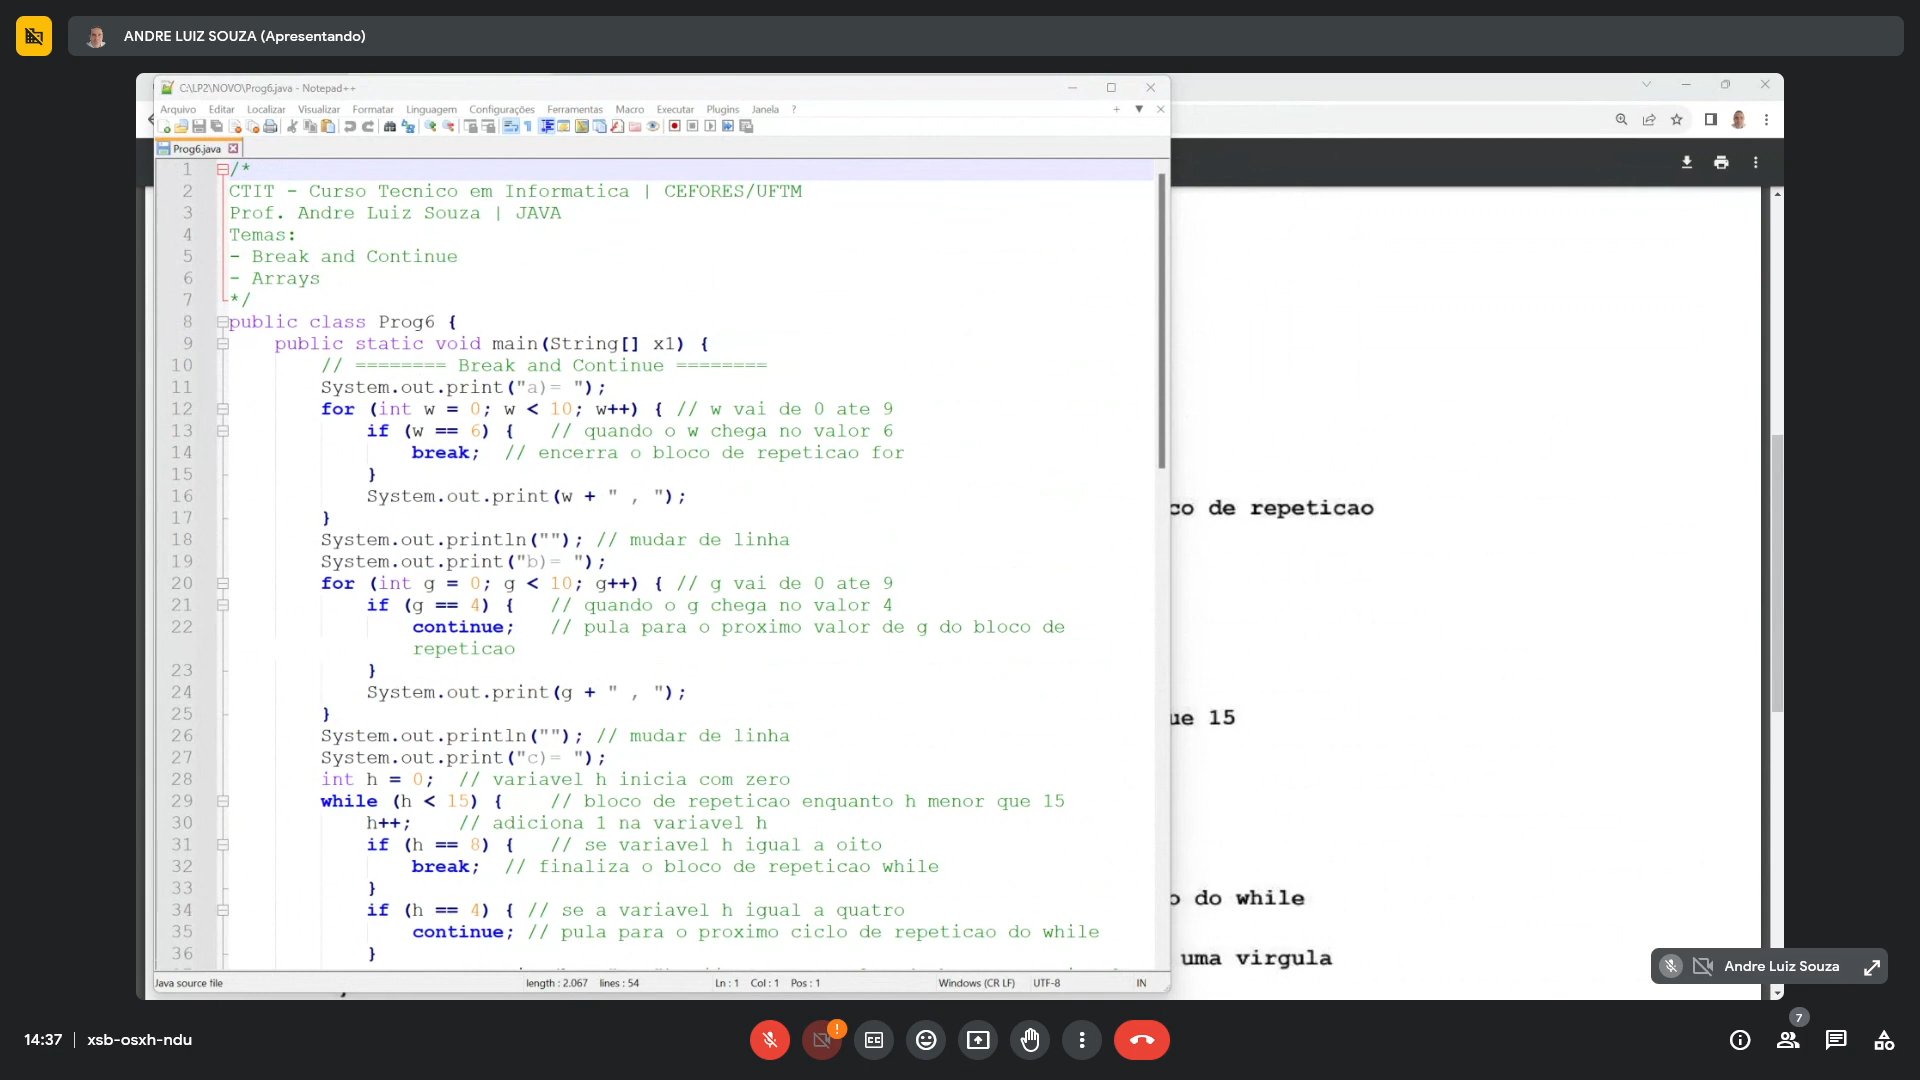 ANDRE LUIZ SOUZA (Apresentando)
C:\LP2\NOVO\Prog6.java - Notepad++
Arquivo Editar Localizar Visualizar Formatar Linguagem Configurações Ferramentas Macro Executar Plugins Janela ?
Prog6.java
1 /*
2 CTIT - Curso Tecnico em Informatica | CEFORES/UFTM
3 Prof. Andre Luiz Souza | JAVA
4 Temas:
5 - Break and Continue
6 - Arrays
7 */
8 public class Prog6 {
9 public static void main(String[] x1) {
10 // ======== Break and Continue ========
11 System.out.print("a)= ");
12 for (int w = 0; w < 10; w++) { // w vai de 0 ate 9
13 if (w == 6) { // quando o w chega no valor 6
14 break; // encerra o bloco de repeticao for
15 }
16 System.out.print(w + " , ");
17 }
18 System.out.println(""); // mudar de linha
19 System.out.print("b)= ");
20 for (int g = 0; g < 10; g++) { // g vai de 0 ate 9
21 if (g == 4) { // quando o g chega no valor 4
22 continue; // pula para o proximo valor de g do bloco de
repeticao
23 }
24 System.out.print(g + " , ");
25 }
26 System.out.println(""); // mudar de linha
27 System.out.print("c)= ");
28 int h = 0; // variavel h inicia com zero
29 while (h < 15) { // bloco de repeticao enquanto h menor que 15
30 h++; // adiciona 1 na variavel h
31 if (h == 8) { // se variavel h igual a oito
32 break; // finaliza o bloco de repeticao while
33 }
34 if (h == 4) { // se a variavel h igual a quatro
35 continue; // pula para o proximo ciclo de repeticao do while
36 }
Java source file length : 2.067 lines : 54 Ln : 1 Col : 1 Pos : 1 Windows (CR LF) UTF-8 IN
co de repeticao
ue 15
o do while
uma virgula
Andre Luiz Souza
14:37 | xsb-osxh-ndu
7